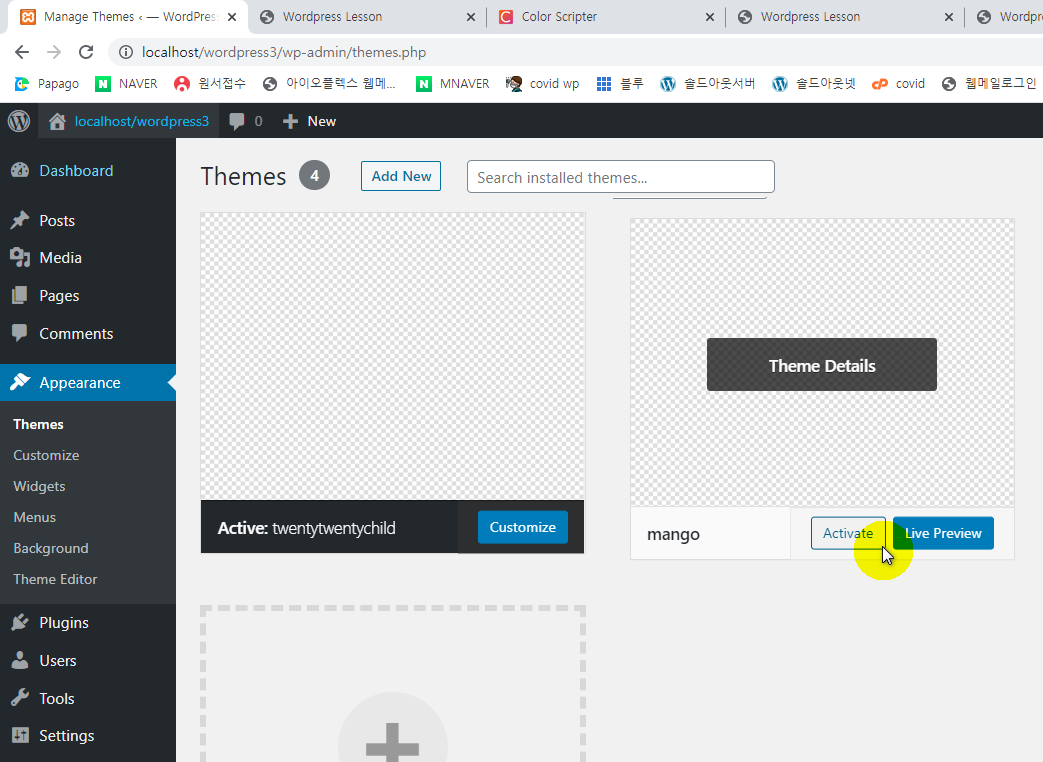 Manage Themes ‹ — WordPres
Wordpress Lesson
Color Scripter
Wordpress Lesson
Wordpr
localhost/wordpress3/wp-admin/themes.php
Papago
NAVER
원서접수
아이오플렉스 웹메...
MNAVER
covid wp
블루
솔드아웃서버
솔드아웃넷
covid
웹메일로그인
localhost/wordpress3
0
New
Dashboard
Posts
Media
Pages
Comments
Appearance
Themes
Customize
Widgets
Menus
Background
Theme Editor
Plugins
Users
Tools
Settings
Themes 4
Add New
Search installed themes...
Theme Details
Active: twentytwentychild
Customize
mango
Activate
Live Preview